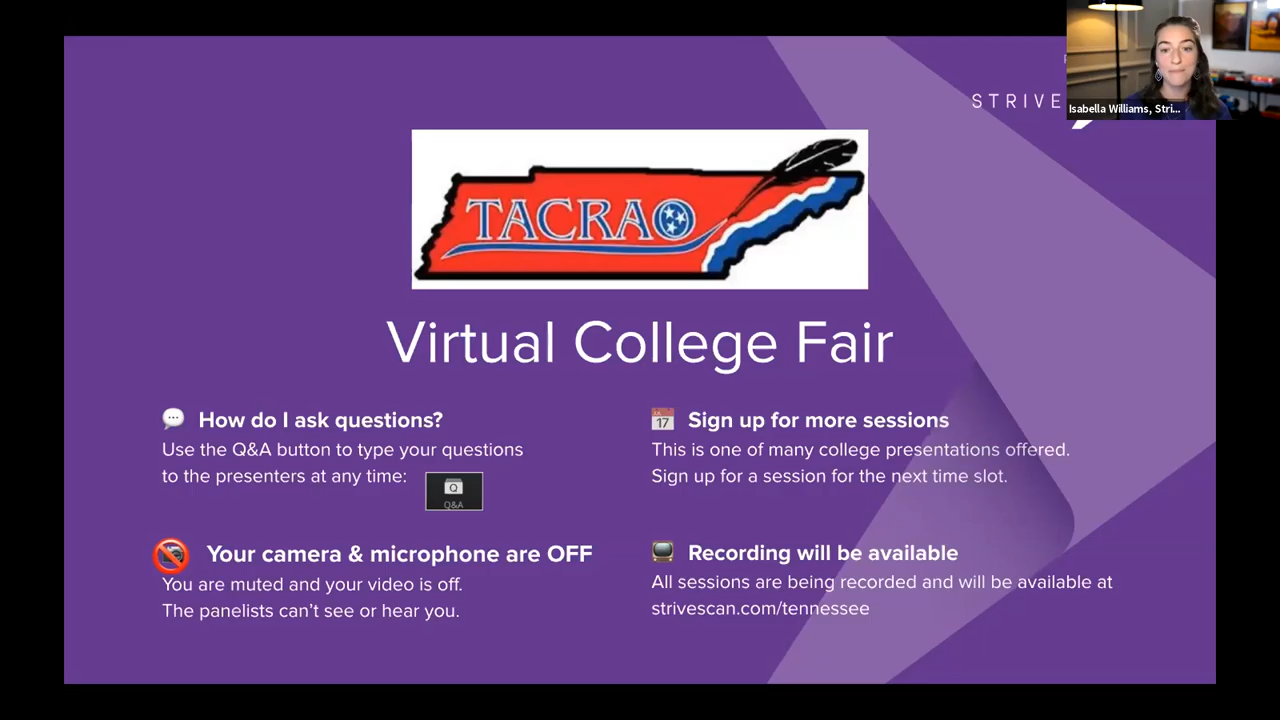 STRIVE
Isabella Williams, Stri...
TACRAO
Virtual College Fair
How do I ask questions?
Use the Q&A button to type your questions
to the presenters at any time:
Q
Q&A
Your camera & microphone are OFF
You are muted and your video is off.
The panelists can't see or hear you.
JUL
17
Sign up for more sessions
This is one of many college presentations offered.
Sign up for a session for the next time slot.
Recording will be available
All sessions are being recorded and will be available at
strivescan.com/tennessee